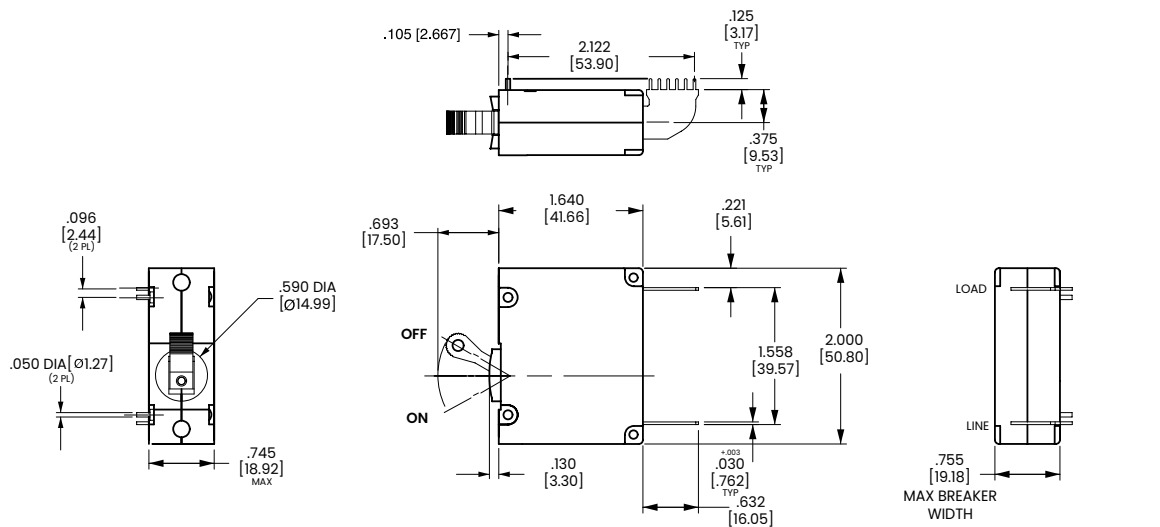 .105 [2.667]
2.122
[53.90]
.125
[3.17]
TYP
.375
[9.53]
TYP
.096
[2.44]
(2 PL)
.590 DIA
[Ø14.99]
.050 DIA[Ø1.27]
(2 PL)
.745
[18.92]
MAX
.693
[17.50]
1.640
[41.66]
.221
[5.61]
OFF
ON
1.558
[39.57]
2.000
[50.80]
.130
[3.30]
+.003
.030
[.762]
TYP
.632
[16.05]
LOAD
LINE
.755
[19.18]
MAX BREAKER
WIDTH